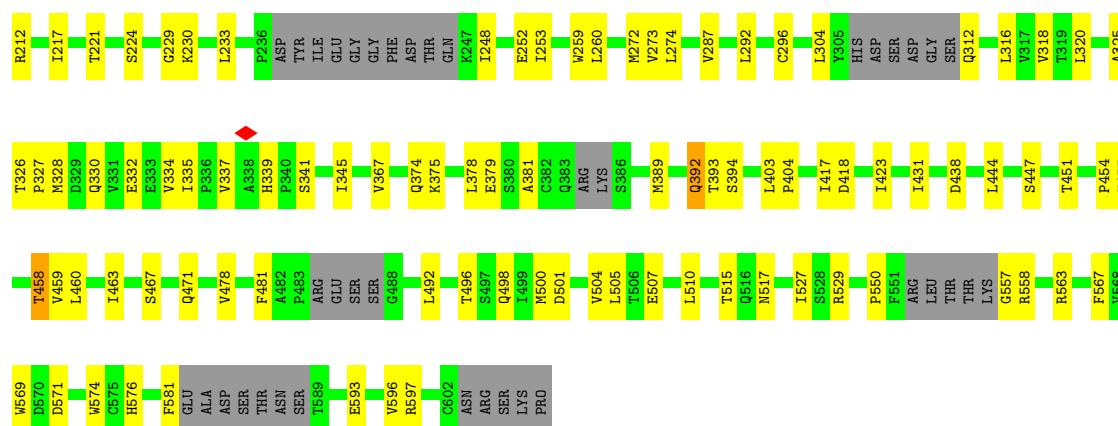 R212 I217 T221 S224 G229 K230 L233 P236 ASP TYR ILE GLU GLY GLY PHE ASP THR GLN K247 I248 E252 I253 W259 L260 M272 V273 L274 V287 L292 C296 L304 Y305 HIS ASP SER ASP GLY SER Q312 L316 V317 V318 T319 L320
T326 P327 M328 D329 Q330 V331 E332 E333 V334 I335 P336 V337 A338 H339 P340 S341 I345 V367 Q374 K375 L378 E379 S380 A381 C382 Q383 ARG LYS S386 M389 Q392 T393 S394 L403 P404 I417 D418 I423 I431 D438 L444 S447 T451 P454
T458 V459 L460 I463 S467 Q471 V478 F481 A482 P483 ARG GLU SER SER G488 L492 T496 S497 Q498 I499 M500 D501 V504 L505 T506 E507 L510 T515 Q516 N517 I527 S528 R529 P550 F551 ARG LEU THR THR LYS G557 R558 R563 F567
W569 D570 D571 W574 C575 H576 F581 GLU ALA ASP SER THR ASN SER T589 E593 V596 R597 C602 ASN ARG SER LYS PRO